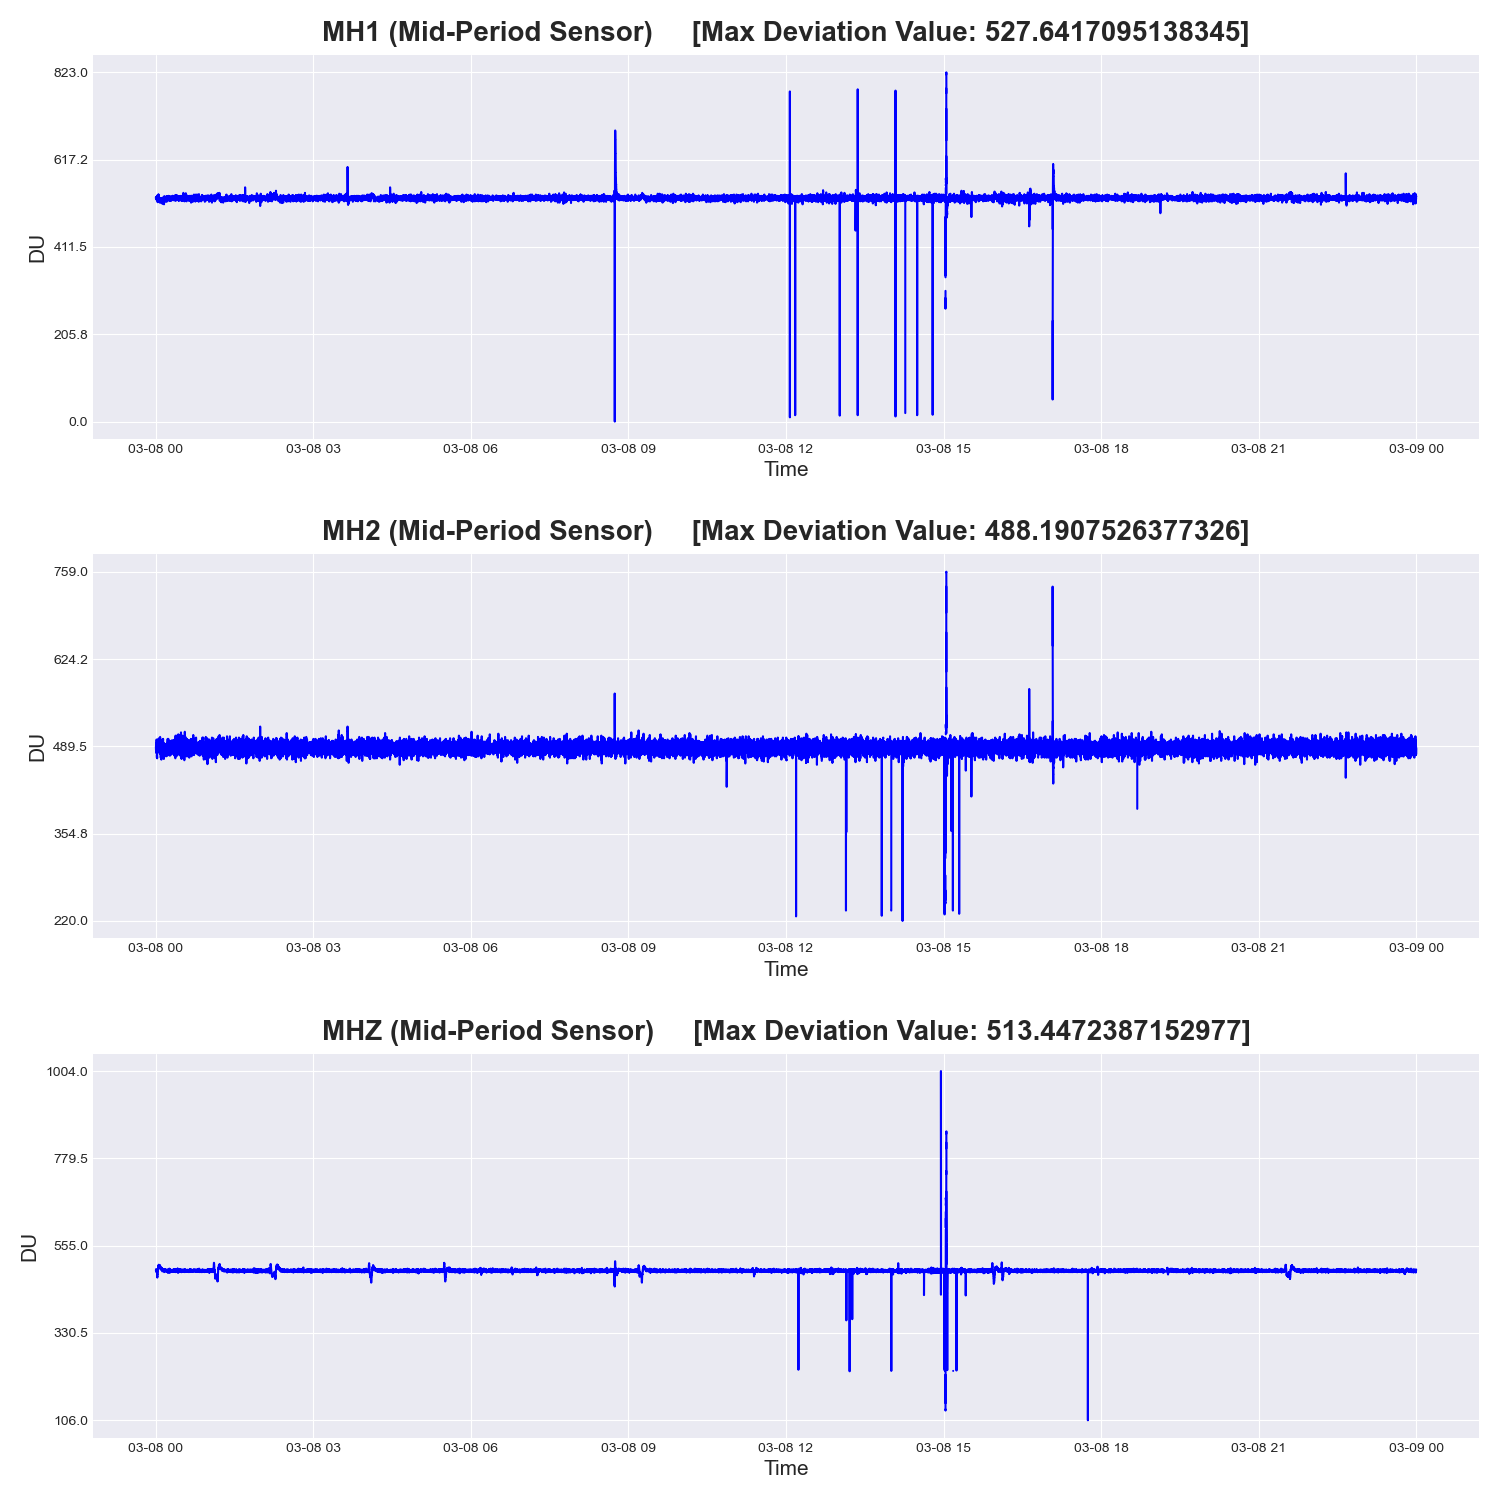 MH1 (Mid-Period Sensor) [Max Deviation Value: 527.6417095138345]
823.0
617.2
411.5
205.8
0.0
DU
03-08 00 03-08 03 03-08 06 03-08 09 03-08 12 03-08 15 03-08 18 03-08 21 03-09 00
Time
MH2 (Mid-Period Sensor) [Max Deviation Value: 488.1907526377326]
759.0
624.2
489.5
354.8
220.0
DU
03-08 00 03-08 03 03-08 06 03-08 09 03-08 12 03-08 15 03-08 18 03-08 21 03-09 00
Time
MHZ (Mid-Period Sensor) [Max Deviation Value: 513.4472387152977]
1004.0
779.5
555.0
330.5
106.0
DU
03-08 00 03-08 03 03-08 06 03-08 09 03-08 12 03-08 15 03-08 18 03-08 21 03-09 00
Time